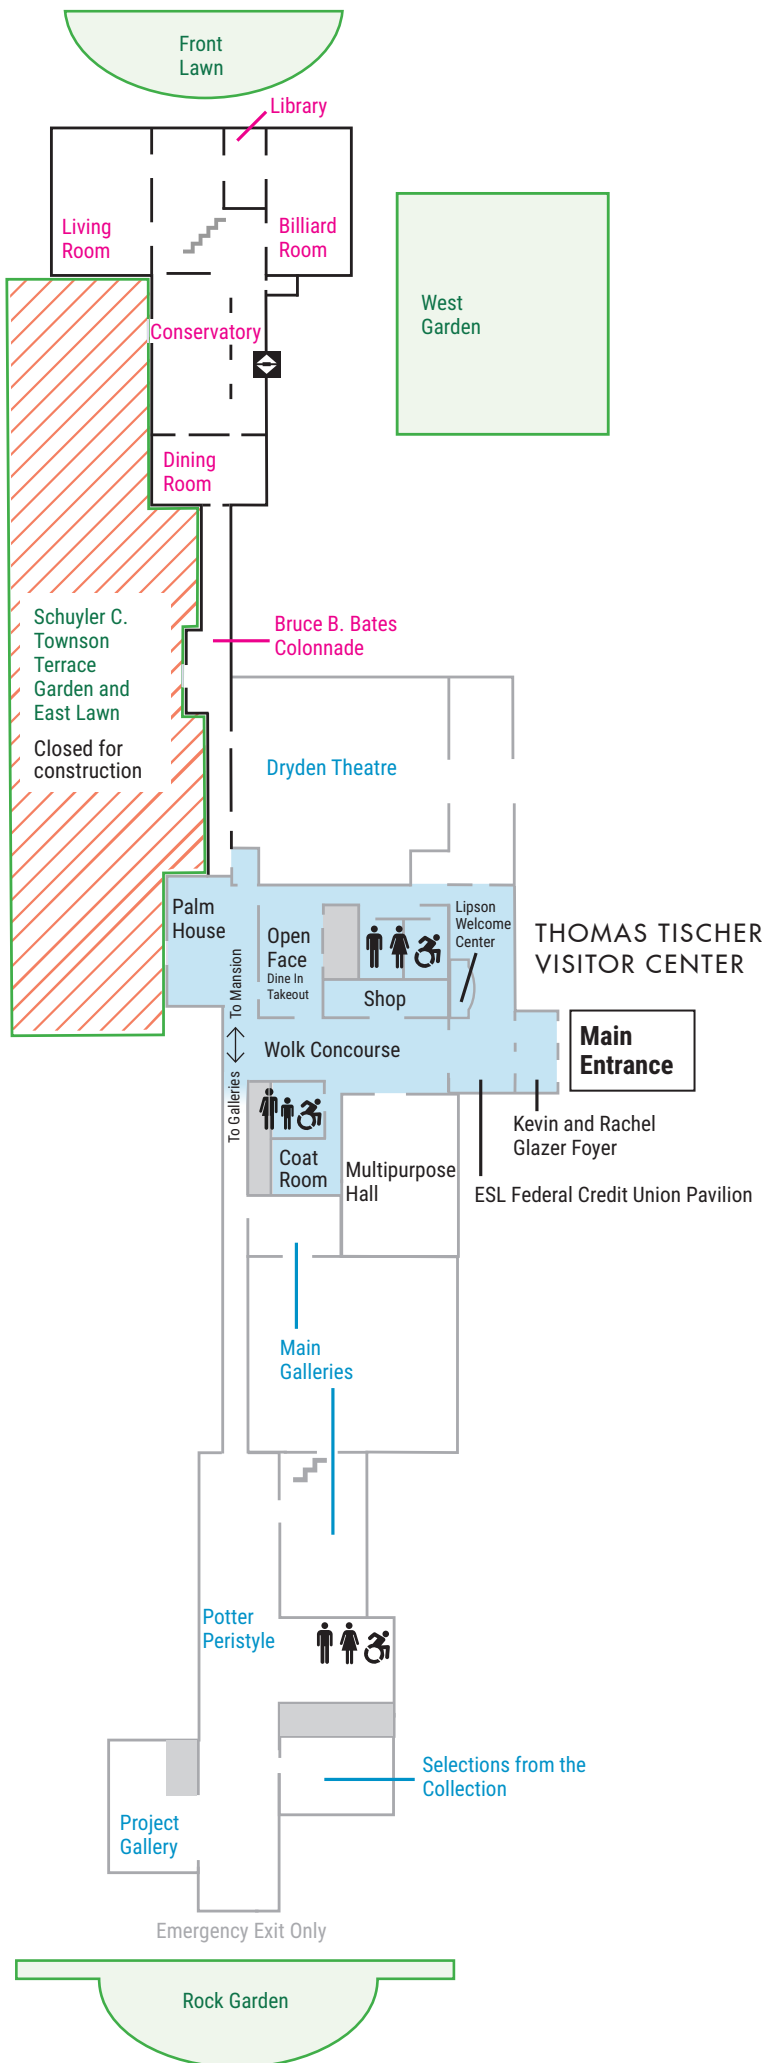 Front
Lawn
Library
Living
Room
Billiard
Room
West
Garden
Conservatory
Dining
Room
Schuyler C.
Townson
Terrace
Garden and
East Lawn
Closed for
construction
Bruce B. Bates
Colonnade
Dryden Theatre
Palm
House
To Mansion
Open
Face
Dine In
Takeout
Shop
Lipson
Welcome
Center
THOMAS TISCHER
VISITOR CENTER
Wolk Concourse
Main
Entrance
To Galleries
Coat
Room
Multipurpose
Hall
Kevin and Rachel
Glazer Foyer
ESL Federal Credit Union Pavilion
Main
Galleries
Potter
Peristyle
Selections from the
Collection
Project
Gallery
Emergency Exit Only
Rock Garden